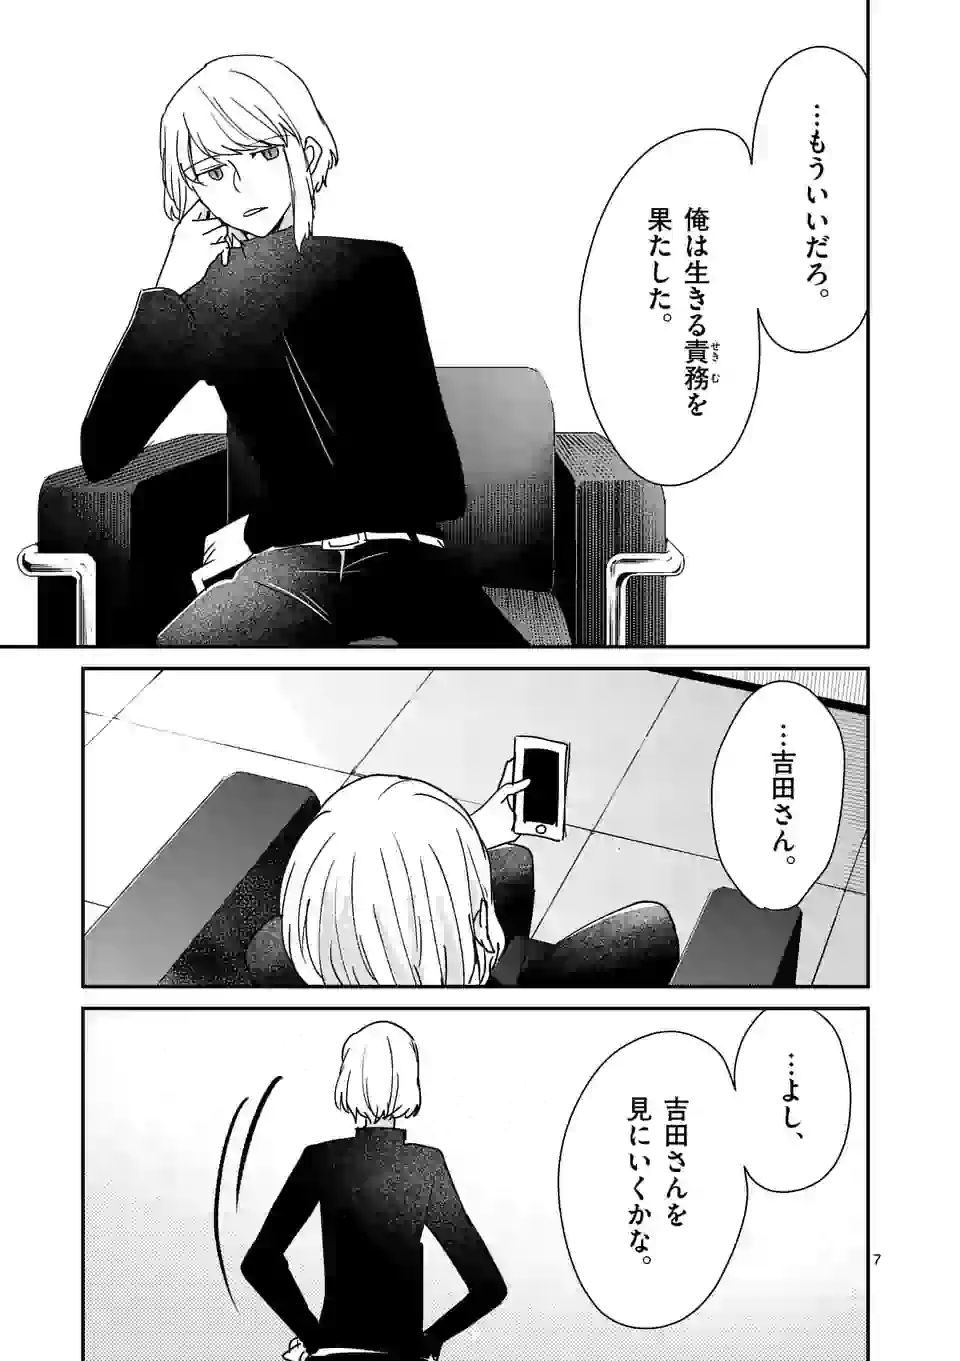 …もういいだろ。
俺は生きる責務を
せきむ
果たした。
…吉田さん。
…よし、
吉田さんを
見にいくかな。
7